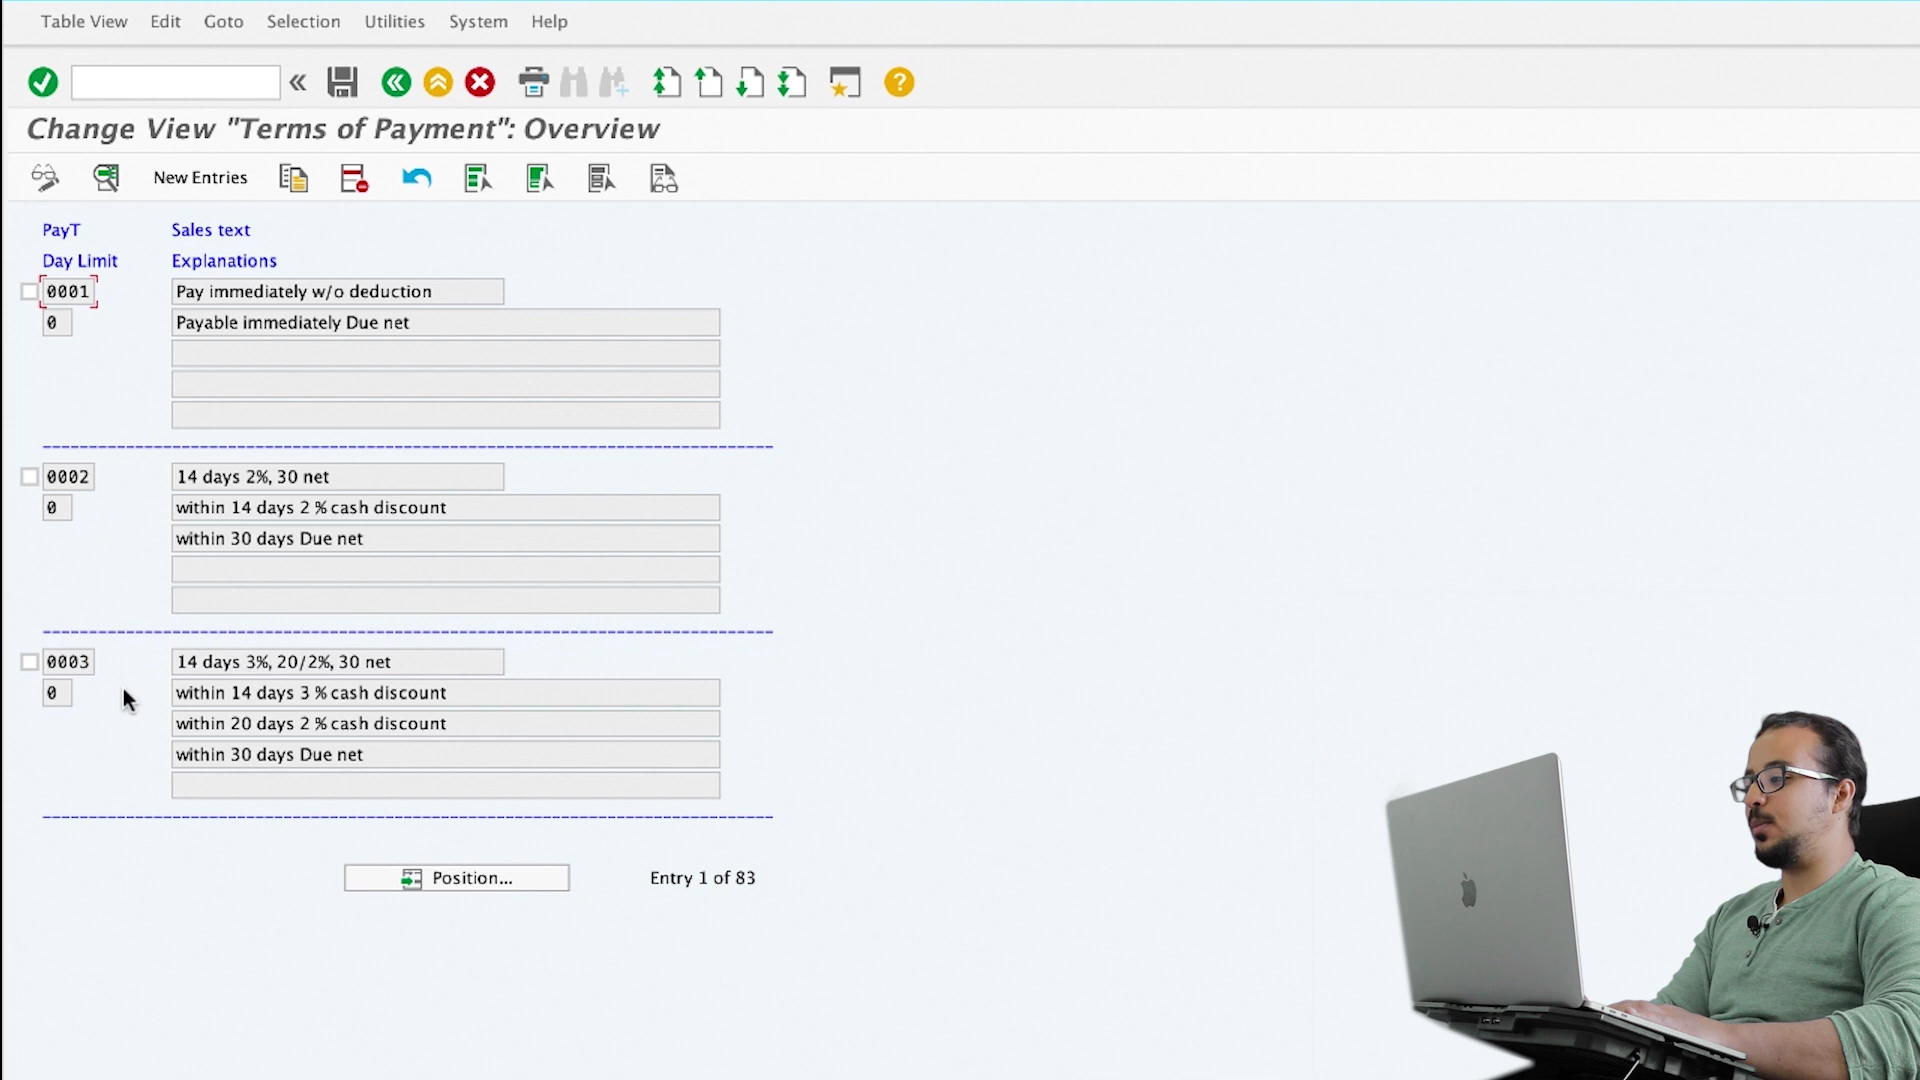 Table View Edit Goto Selection Utilities System Help
Change View "Terms of Payment": Overview
New Entries
PayT Sales text
Day Limit Explanations
0001 Pay immediately w/o deduction
0 Payable immediately Due net
0002 14 days 2%, 30 net
0 within 14 days 2 % cash discount
within 30 days Due net
0003 14 days 3%, 20/2%, 30 net
0 within 14 days 3 % cash discount
within 20 days 2 % cash discount
within 30 days Due net
Position... Entry 1 of 83